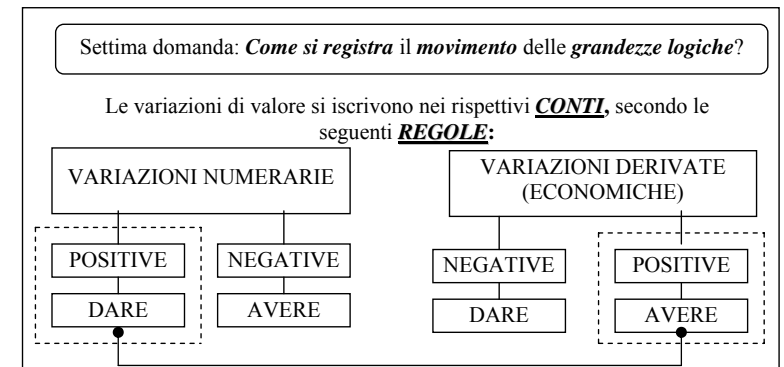 Settima domanda: Come si registra il movimento delle grandezze logiche?
Le variazioni di valore si iscrivono nei rispettivi CONTI, secondo le
seguenti REGOLE:
VARIAZIONI NUMERARIE
VARIAZIONI DERIVATE
(ECONOMICHE)
POSITIVE
NEGATIVE
NEGATIVE
POSITIVE
DARE
AVERE
DARE
AVERE